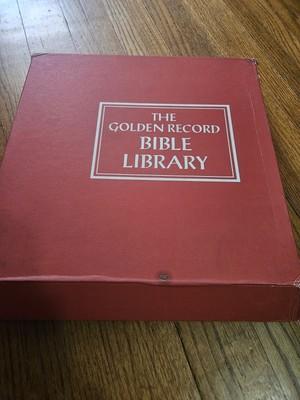 THE
GOLDEN RECORD
BIBLE
LIBRARY